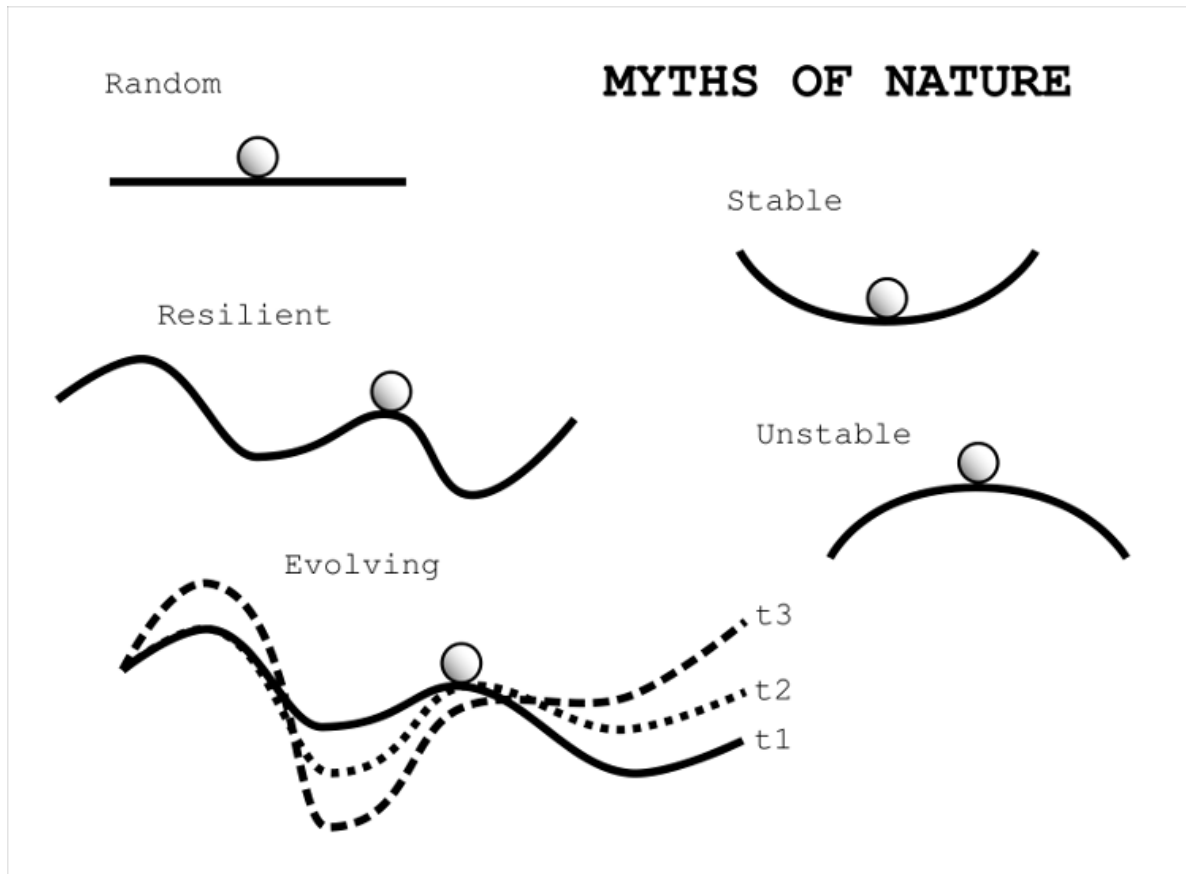 MYTHS OF NATURE
Random
Stable
Resilient
Unstable
Evolving
t3
t2
t1